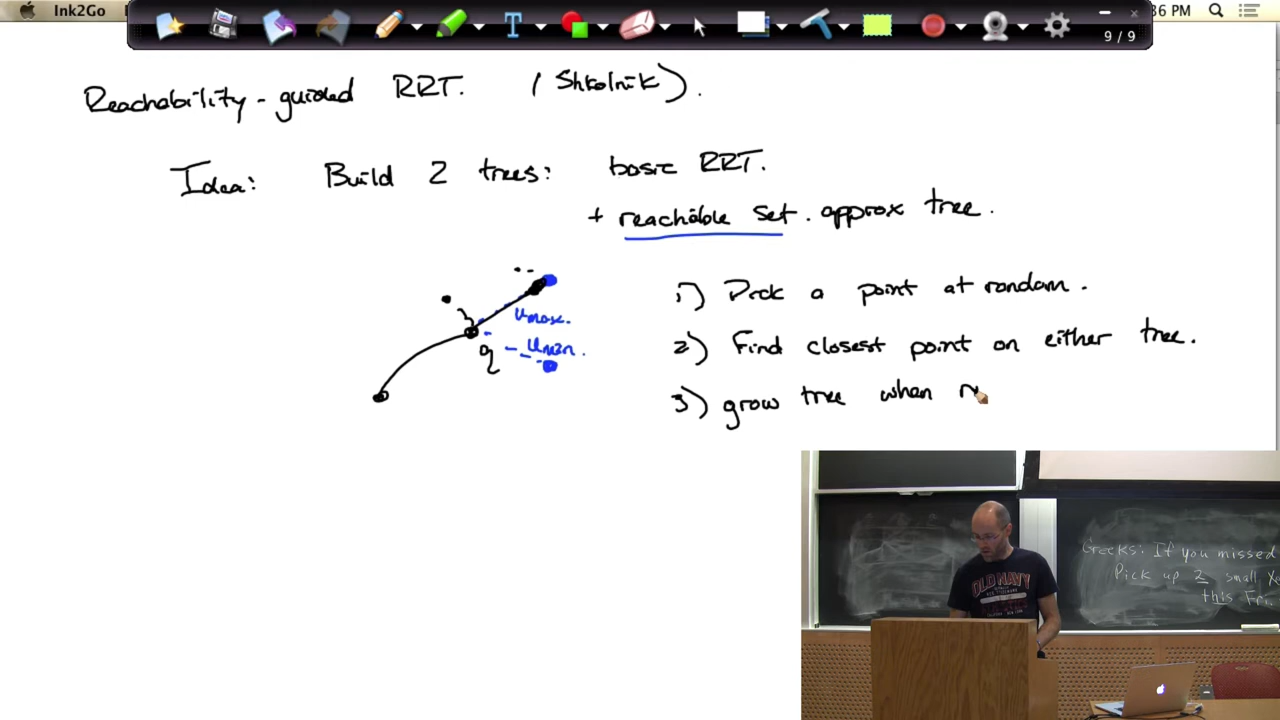 Ink2Go
36 PM
9 / 9
Reachability-guided RRT. (Shkolnik).
Idea: Build 2 trees: basic RRT.
+ reachable set. approx tree.
1) Pick a point at random.
umax.
2) Find closest point on either tree.
q
umin.
3) grow tree when
OLD NAVY
Greeks: If you missed
Pick up 2 small
this Fri.